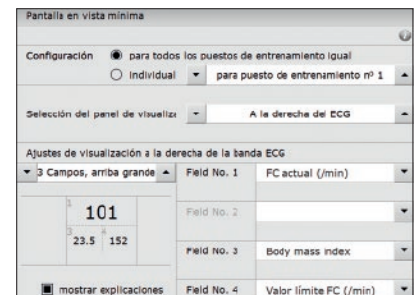 Pantalla en vista mínima
Configuración para todos los puestos de entrenamiento igual
individual para puesto de entrenamiento nº 1
Selección del panel de visualiz A la derecha del ECG
Ajustes de visualización a la derecha de la banda ECG
3 Campos, arriba grande Field No. 1 FC actual (/min)
1 101 Field No. 2
3 23.5 4 152 Field No. 3 Body mass index
mostrar explicaciones Field No. 4 Valor límite FC (/min)